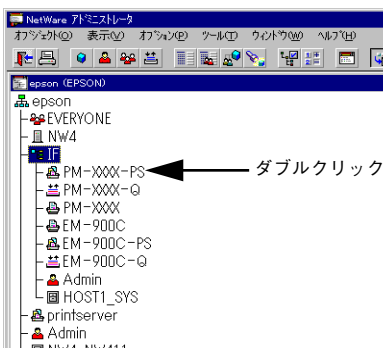 NetWare アドミニストレータ
オブジェクト(O) 表示(V) オプション(P) ツール(T) ウィンドウ(W) ヘルプ(H)
epson (EPSON)
epson
EVERYONE
NW4
IF
PM-XXXX-PS
ダブルクリック
PM-XXXX-Q
PM-XXXX
EM-900C
EM-900C-PS
EM-900C-Q
Admin
HOST1_SYS
printserver
Admin